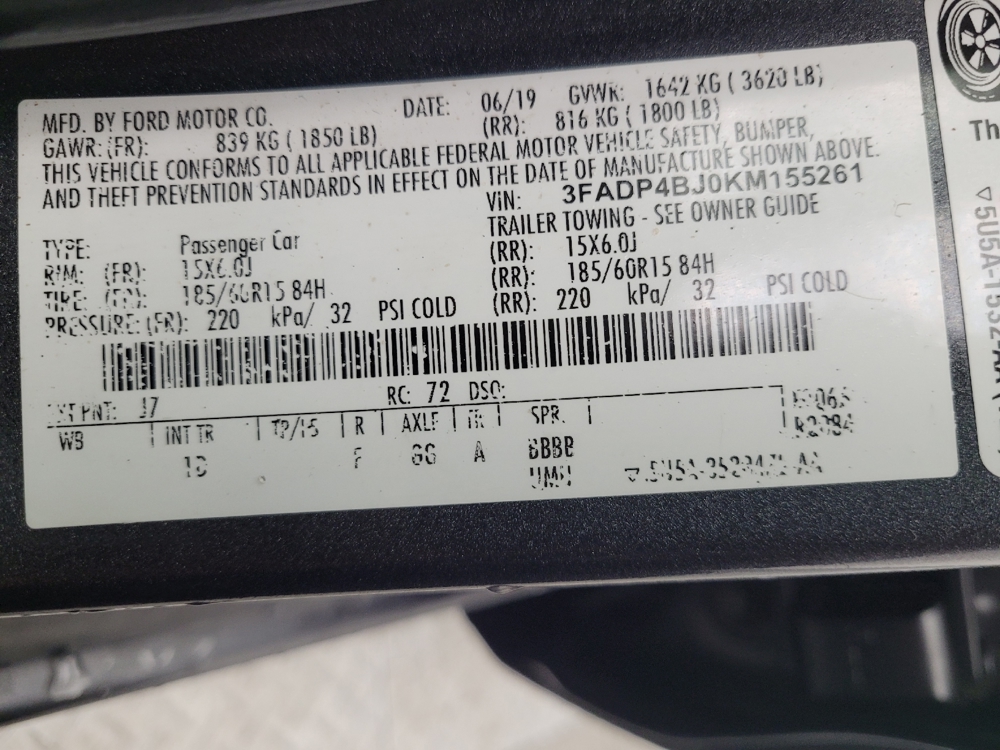 MFD. BY FORD MOTOR CO. DATE: 06/19 GVWR: 1642 KG ( 3620 LB)
GAWR: (FR): 839 KG ( 1850 LB) (RR): 816 KG ( 1800 LB)
THIS VEHICLE CONFORMS TO ALL APPLICABLE FEDERAL MOTOR VEHICLE SAFETY, BUMPER,
AND THEFT PREVENTION STANDARDS IN EFFECT ON THE DATE OF MANUFACTURE SHOWN ABOVE.
VIN: 3FADP4BJ0KM155261
TYPE: Passenger Car TRAILER TOWING - SEE OWNER GUIDE
RIM: (FR): 15X6.0J (RR): 15X6.0J
TIRE: (FR): 185/60R15 84H (RR): 185/60R15 84H
PRESSURE: (FR): 220 kPa/ 32 PSI COLD (RR): 220 kPa/ 32 PSI COLD
EXT PNT: J7 RC: 72 DSO:
WB INT TR TP/PS R AXLE TR SPR.
F A BBBB
Th